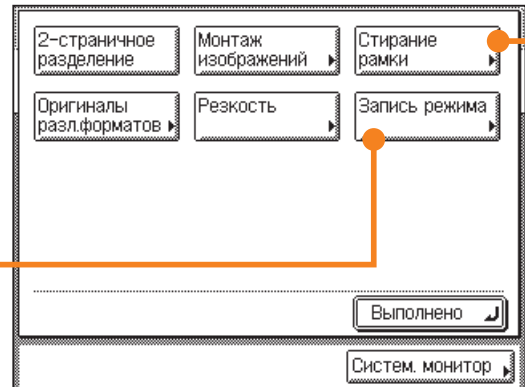 2-страничное
разделение
Монтаж
изображений
Стирание
рамки
Оригиналы
разл.форматов
Резкость
Запись режима
Выполнено
Систем. монитор